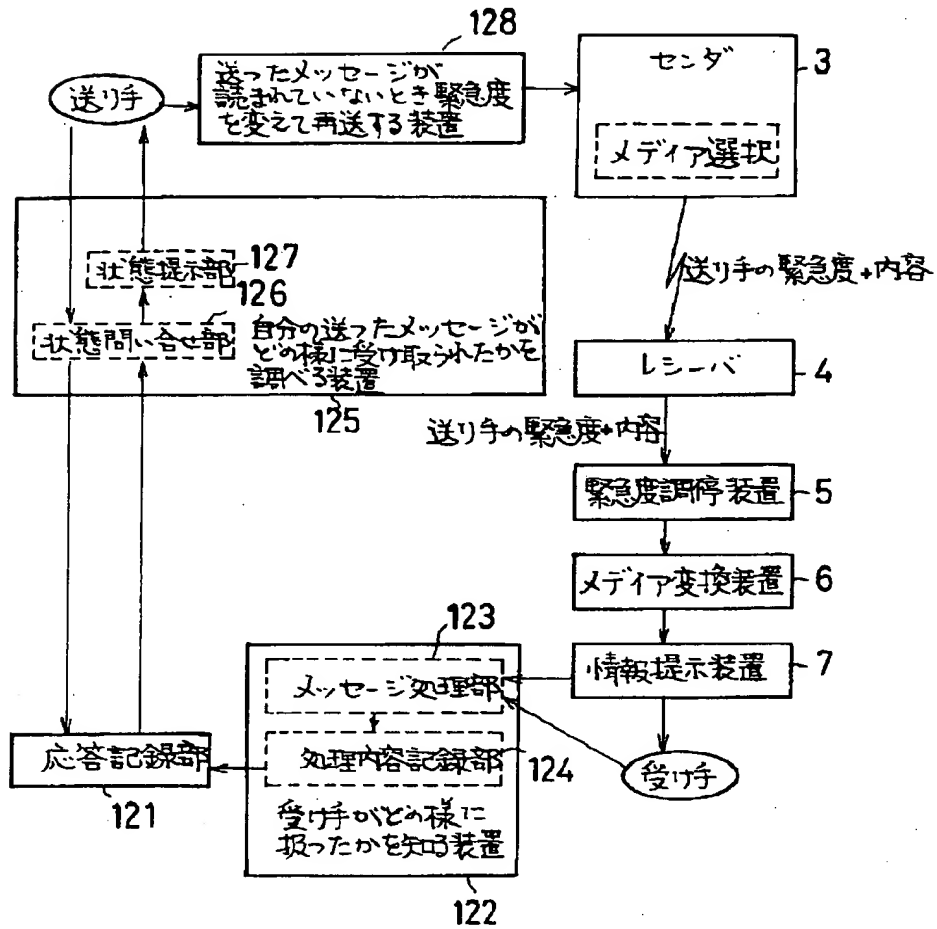 128
送り手
送ったメッセージが
読まれていないとき緊急度
を変えて再送する装置
センダ
3
メディア選択
状態提示部
127
126
状態問い合せ部
自分の送ったメッセージが
どの様に受け取られたかを
調べる装置
125
送り手の緊急度+内容
レシーバ
4
送り手の緊急度+内容
緊急度調停装置
5
メディア変換装置
6
123
情報提示装置
7
メッセージ処理部
処理内容記録部
124
受け手
応答記録部
121
受け手がどの様に
扱ったかを知る装置
122